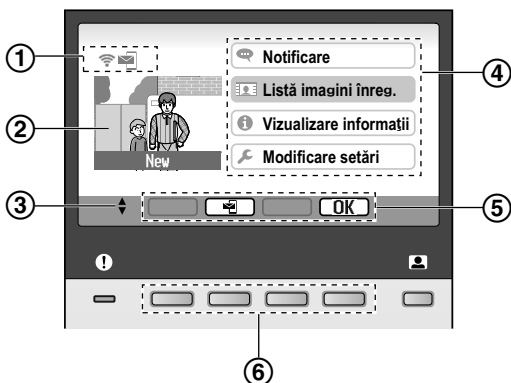 1
2
New
3
Notificare
Listă imagini înreg.
Vizualizare informații
Modificare setări
4
OK
5
6